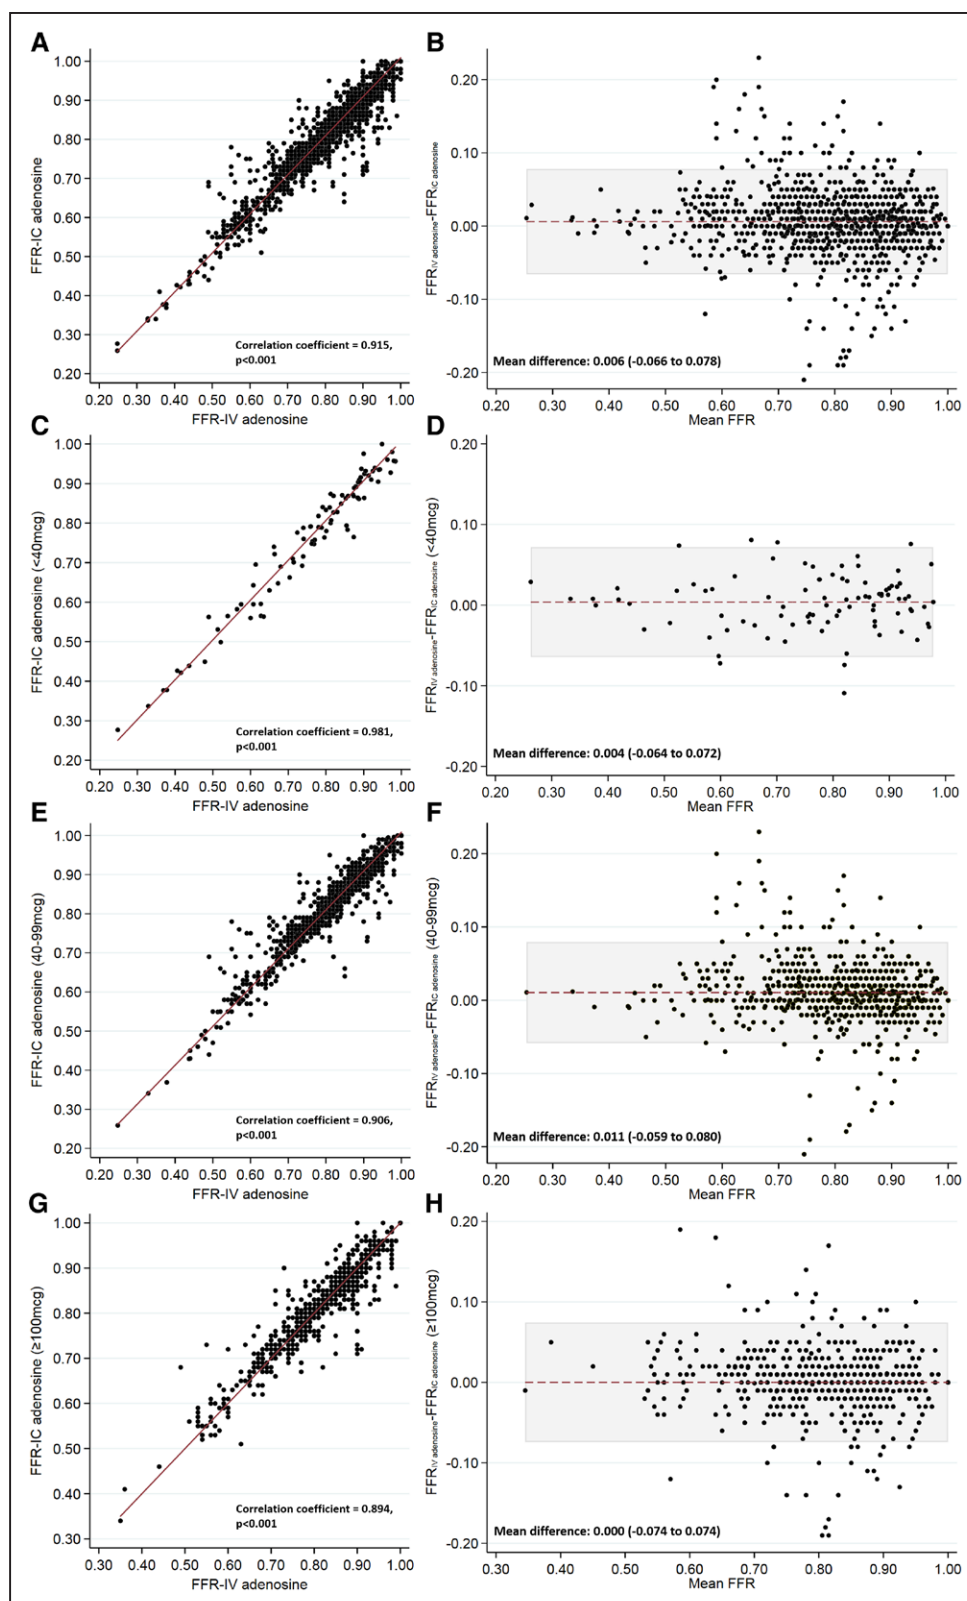 A
FFR-IC adenosine
1.00
0.90
0.80
0.70
0.60
0.50
0.40
0.30
0.20
Correlation coefficient = 0.915,
p<0.001
0.20 0.30 0.40 0.50 0.60 0.70 0.80 0.90 1.00
FFR-IV adenosine
B
FFRIV adenosine-FFRIC adenosine
0.20
0.10
0.00
-0.10
-0.20
Mean difference: 0.006 (-0.066 to 0.078)
0.20 0.30 0.40 0.50 0.60 0.70 0.80 0.90 1.00
Mean FFR
C
FFR-IC adenosine (<40mcg)
1.00
0.90
0.80
0.70
0.60
0.50
0.40
0.30
0.20
Correlation coefficient = 0.981,
p<0.001
0.20 0.30 0.40 0.50 0.60 0.70 0.80 0.90 1.00
FFR-IV adenosine
D
FFRIV adenosine-FFRIC adenosine (<40mcg)
0.20
0.10
0.00
-0.10
-0.20
Mean difference: 0.004 (-0.064 to 0.072)
0.20 0.30 0.40 0.50 0.60 0.70 0.80 0.90 1.00
Mean FFR
E
FFR-IC adenosine (40-99mcg)
1.00
0.90
0.80
0.70
0.60
0.50
0.40
0.30
0.20
Correlation coefficient = 0.906,
p<0.001
0.20 0.30 0.40 0.50 0.60 0.70 0.80 0.90 1.00
FFR-IV adenosine
F
FFRIV adenosine-FFRIC adenosine (40-99mcg)
0.20
0.10
0.00
-0.10
-0.20
Mean difference: 0.011 (-0.059 to 0.080)
0.20 0.30 0.40 0.50 0.60 0.70 0.80 0.90 1.00
Mean FFR
G
FFR-IC adenosine (≥100mcg)
1.00
0.90
0.80
0.70
0.60
0.50
0.40
0.30
Correlation coefficient = 0.894,
p<0.001
0.30 0.40 0.50 0.60 0.70 0.80 0.90 1.00
FFR-IV adenosine
H
FFRIV adenosine-FFRIC adenosine (≥100mcg)
0.20
0.10
0.00
-0.10
-0.20
Mean difference: 0.000 (-0.074 to 0.074)
0.30 0.40 0.50 0.60 0.70 0.80 0.90 1.00
Mean FFR